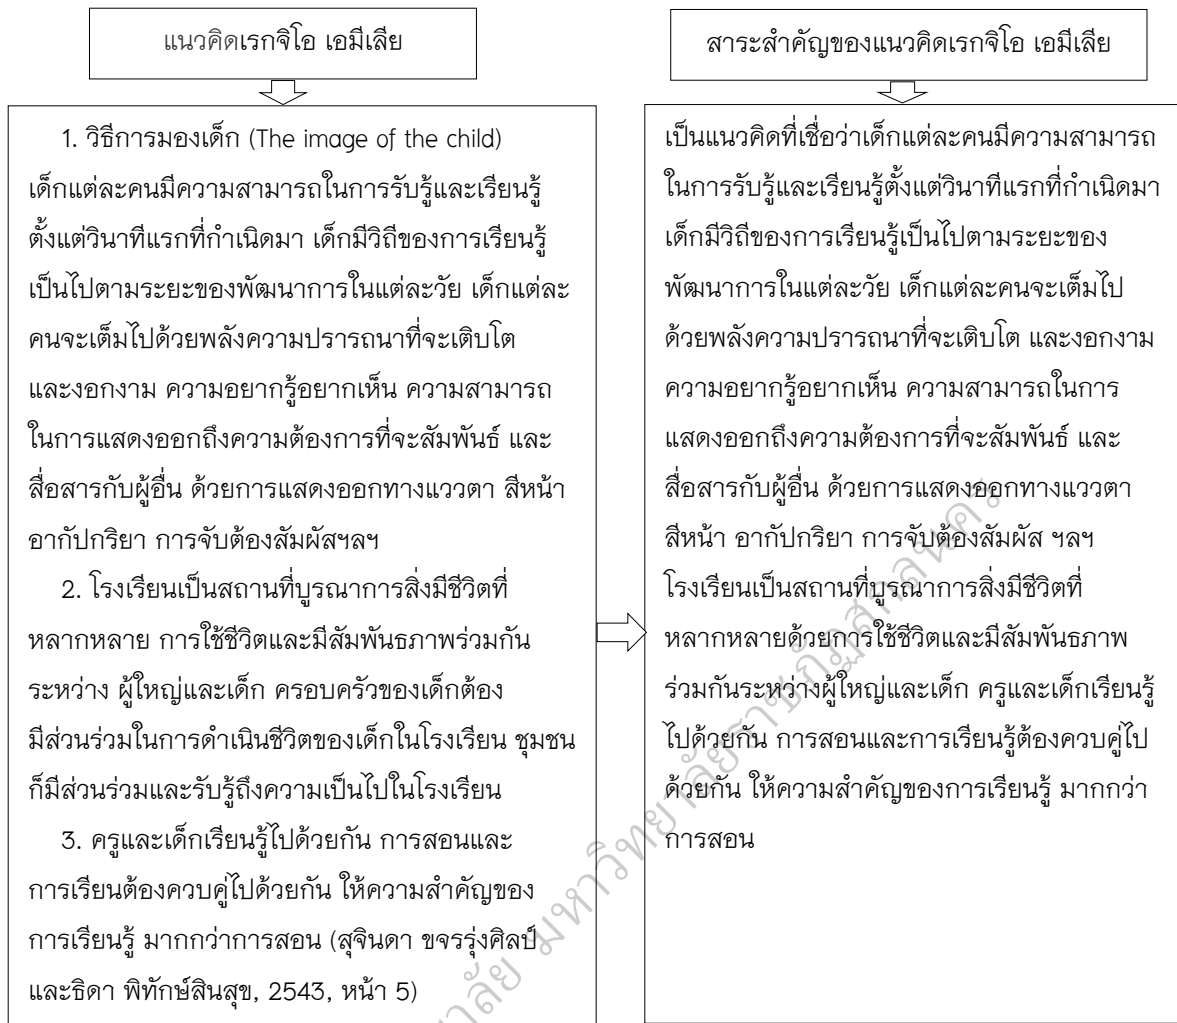 แนวคิดเรกจิโอ เอมีเลีย
1. วิธีการมองเด็ก (The image of the child)
เด็กแต่ละคนมีความสามารถในการรับรู้และเรียนรู้
ตั้งแต่วินาทีแรกที่กำเนิดมา เด็กมีวิถีของการเรียนรู้
เป็นไปตามระยะของพัฒนาการในแต่ละวัย เด็กแต่ละ
คนจะเต็มไปด้วยพลังความปรารถนาที่จะเติบโต
และงอกงาม ความอยากรู้อยากเห็น ความสามารถ
ในการแสดงออกถึงความต้องการที่จะสัมพันธ์ และ
สื่อสารกับผู้อื่น ด้วยการแสดงออกทางแววตา สีหน้า
อากัปกริยา การจับต้องสัมผัสฯลฯ
2. โรงเรียนเป็นสถานที่บูรณาการสิ่งมีชีวิตที่
หลากหลาย การใช้ชีวิตและมีสัมพันธภาพร่วมกัน
ระหว่าง ผู้ใหญ่และเด็ก ครอบครัวของเด็กต้อง
มีส่วนร่วมในการดำเนินชีวิตของเด็กในโรงเรียน ชุมชน
ก็มีส่วนร่วมและรับรู้ถึงความเป็นไปในโรงเรียน
3. ครูและเด็กเรียนรู้ไปด้วยกัน การสอนและ
การเรียนต้องควบคู่ไปด้วยกัน ให้ความสำคัญของ
การเรียนรู้ มากกว่าการสอน (สุจินดา ขจรรุ่งศิลป์
และธิดา พิทักษ์สินสุข, 2543, หน้า 5)
สาระสำคัญของแนวคิดเรกจิโอ เอมีเลีย
เป็นแนวคิดที่เชื่อว่าเด็กแต่ละคนมีความสามารถ
ในการรับรู้และเรียนรู้ตั้งแต่วินาทีแรกที่กำเนิดมา
เด็กมีวิถีของการเรียนรู้เป็นไปตามระยะของ
พัฒนาการในแต่ละวัย เด็กแต่ละคนจะเต็มไป
ด้วยพลังความปรารถนาที่จะเติบโต และงอกงาม
ความอยากรู้อยากเห็น ความสามารถในการ
แสดงออกถึงความต้องการที่จะสัมพันธ์ และ
สื่อสารกับผู้อื่น ด้วยการแสดงออกทางแววตา
สีหน้า อากัปกริยา การจับต้องสัมผัส ฯลฯ
โรงเรียนเป็นสถานที่บูรณาการสิ่งมีชีวิตที่
หลากหลายด้วยการใช้ชีวิตและมีสัมพันธภาพ
ร่วมกันระหว่างผู้ใหญ่และเด็ก ครูและเด็กเรียนรู้
ไปด้วยกัน การสอนและการเรียนรู้ต้องควบคู่ไป
ด้วยกัน ให้ความสำคัญของการเรียนรู้ มากกว่า
การสอน
มหาวิทยาลัยราชภัฏสกลนคร